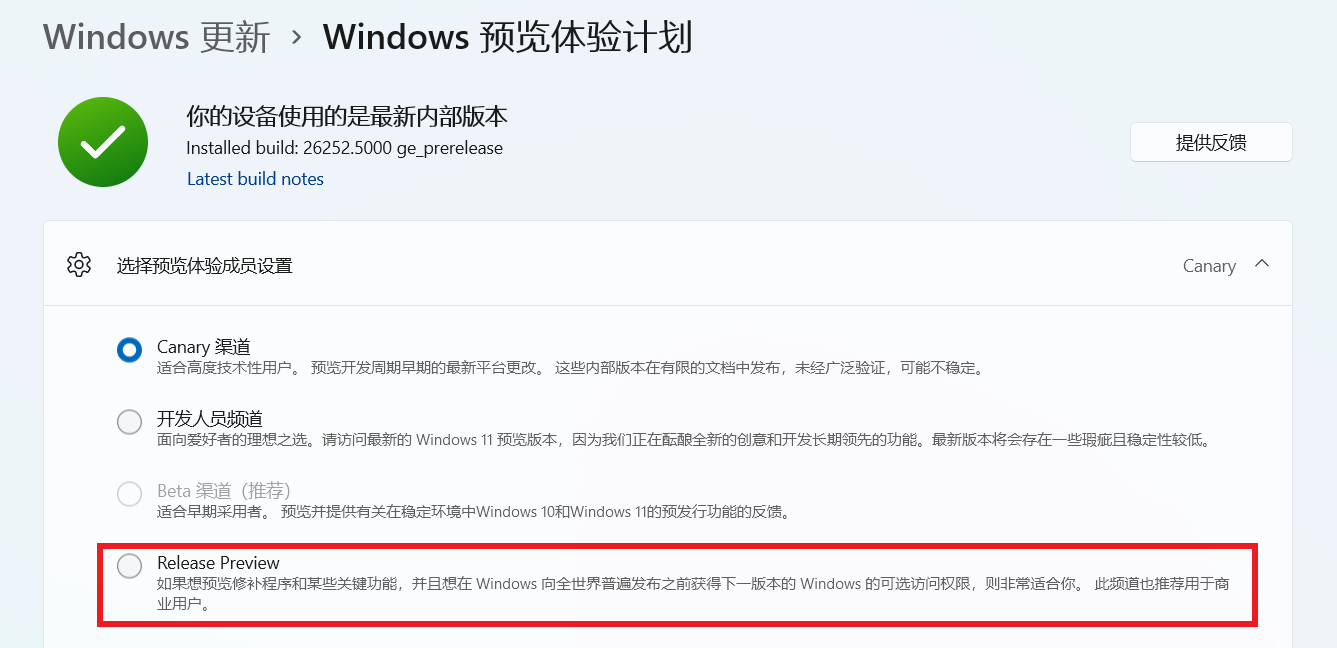 Windows 更新 › Windows 预览体验计划
你的设备使用的是最新内部版本
Installed build: 26252.5000 ge_prerelease
提供反馈
Latest build notes
选择预览体验成员设置
Canary
Canary 渠道
适合高度技术性用户。 预览开发周期早期的最新平台更改。 这些内部版本在有限的文档中发布，未经广泛验证，可能不稳定。
开发人员频道
面向爱好者的理想之选。请访问最新的 Windows 11 预览版本，因为我们正在酝酿全新的创意和开发长期领先的功能。最新版本将会存在一些瑕疵且稳定性较低。
Beta 渠道（推荐）
适合早期采用者。 预览并提供有关在稳定环境中Windows 10和Windows 11的预发行功能的反馈。
Release Preview
如果想预览修补程序和某些关键功能，并且想在 Windows 向全世界普遍发布之前获得下一版本的 Windows 的可选访问权限，则非常适合你。 此频道也推荐用于商
业用户。